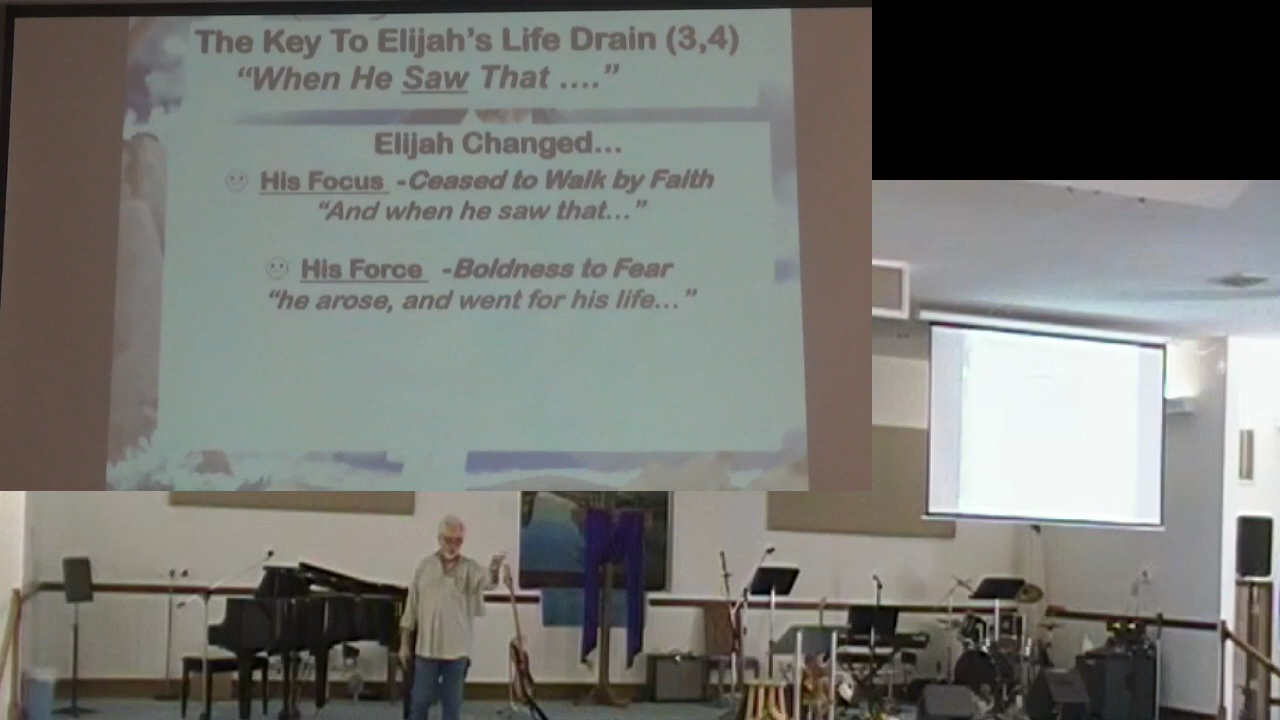 The Key To Elijah's Life Drain (3,4)
"When He Saw That ...."
Elijah Changed...
His Focus -Ceased to Walk by Faith
"And when he saw that..."
His Force -Boldness to Fear
"he arose, and went for his life..."